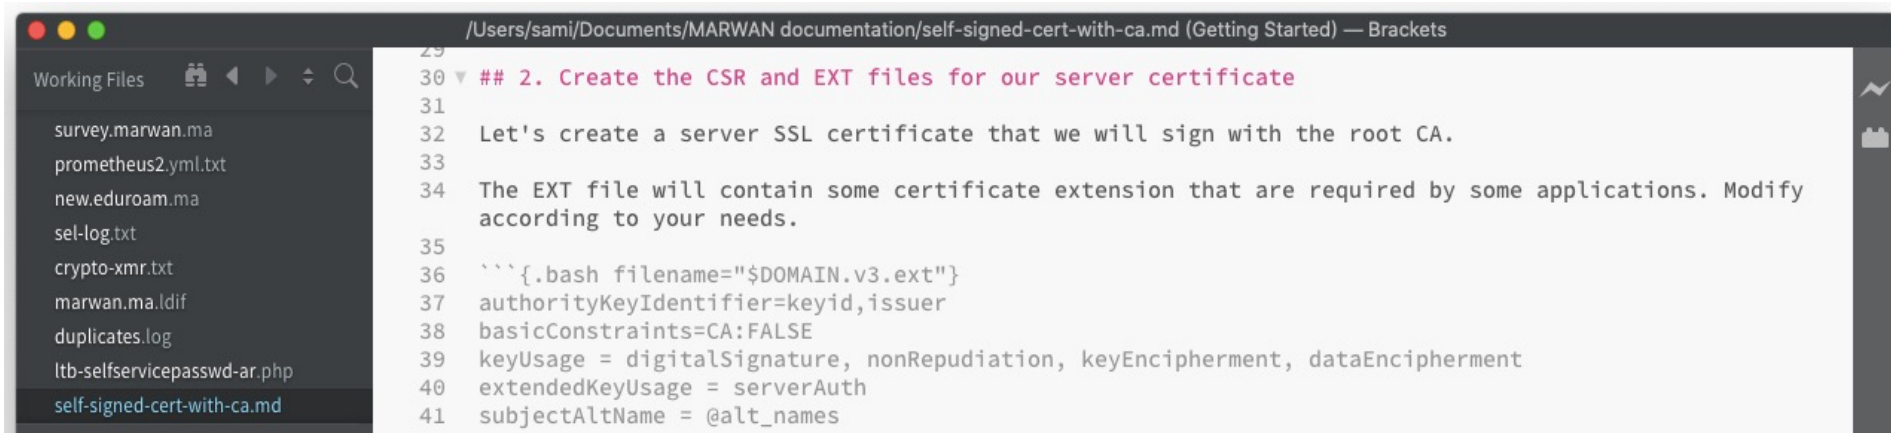 /Users/sami/Documents/MARWAN documentation/self-signed-cert-with-ca.md (Getting Started) — Brackets
Working Files
survey.marwan.ma
prometheus2.yml.txt
new.eduroam.ma
sel-log.txt
crypto-xmr.txt
marwan.ma.ldif
duplicates.log
ltb-selfservicepasswd-ar.php
self-signed-cert-with-ca.md
29
30 ## 2. Create the CSR and EXT files for our server certificate
31
32 Let's create a server SSL certificate that we will sign with the root CA.
33
34 The EXT file will contain some certificate extension that are required by some applications. Modify
according to your needs.
35
36 ```{.bash filename="$DOMAIN.v3.ext"}
37 authorityKeyIdentifier=keyid,issuer
38 basicConstraints=CA:FALSE
39 keyUsage = digitalSignature, nonRepudiation, keyEncipherment, dataEncipherment
40 extendedKeyUsage = serverAuth
41 subjectAltName = @alt_names